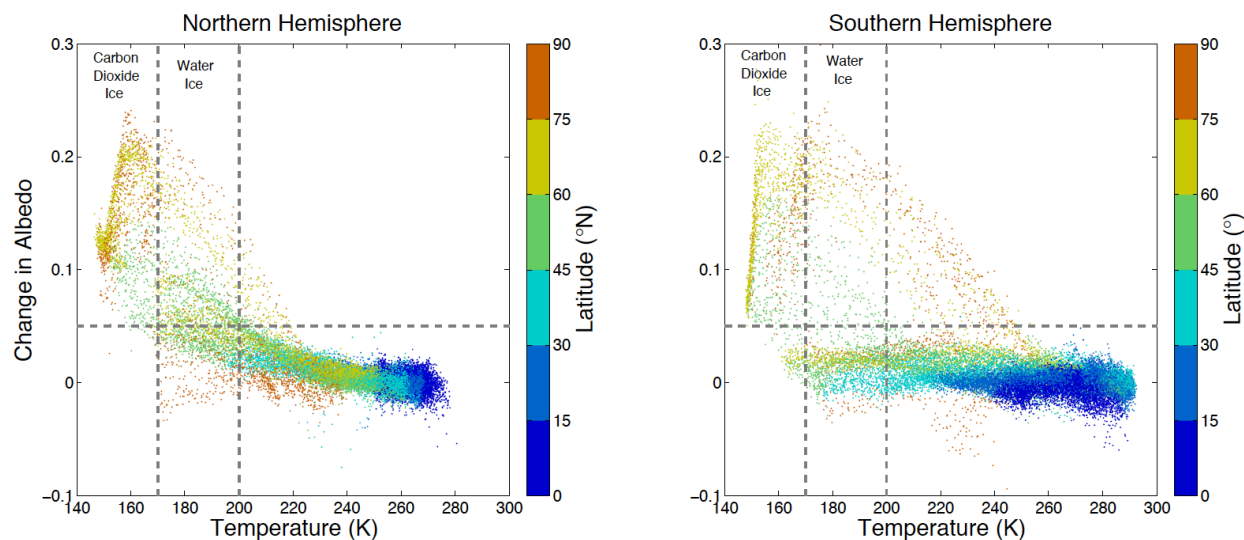 Northern Hemisphere
Change in Albedo
0.3
0.2
0.1
0
−0.1
Carbon
Dioxide
Ice
Water
Ice
140 160 180 200 220 240 260 280 300
Temperature (K)
90
75
60
45
30
15
0
Latitude (°N)
Southern Hemisphere
0.3
0.2
0.1
0
−0.1
Carbon
Dioxide
Ice
Water
Ice
140 160 180 200 220 240 260 280 300
Temperature (K)
90
75
60
45
30
15
0
Latitude (°)